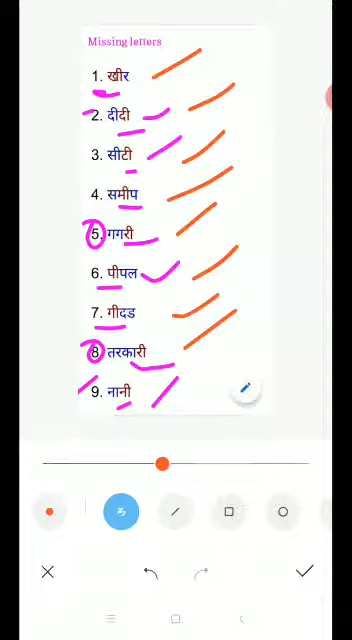 Missing letters
1. खीर
2. दीदी
3. सीटी
4. समीप
5. गगरी
6. पीपल
7. गीदड
8 तरकारी
9. नानी